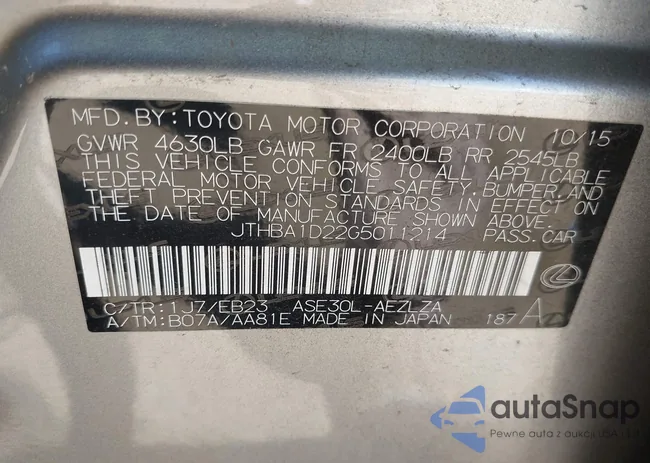 MFD. BY: TOYOTA MOTOR CORPORATION 10/15
GVWR 4630LB GAWR FR 2400LB RR 2545LB
THIS VEHICLE CONFORMS TO ALL APPLICABLE
FEDERAL MOTOR VEHICLE SAFETY, BUMPER, AND
THEFT PREVENTION STANDARDS IN EFFECT ON
THE DATE OF MANUFACTURE SHOWN ABOVE.
JTHBA1D22G5011214 PASS. CAR
C/TR: 1J7/EB23 ASE30L-AEZLZA
A/TM: B07A/AA81E MADE IN JAPAN 187 A
autaSnap
Pewne auta z aukcji USA